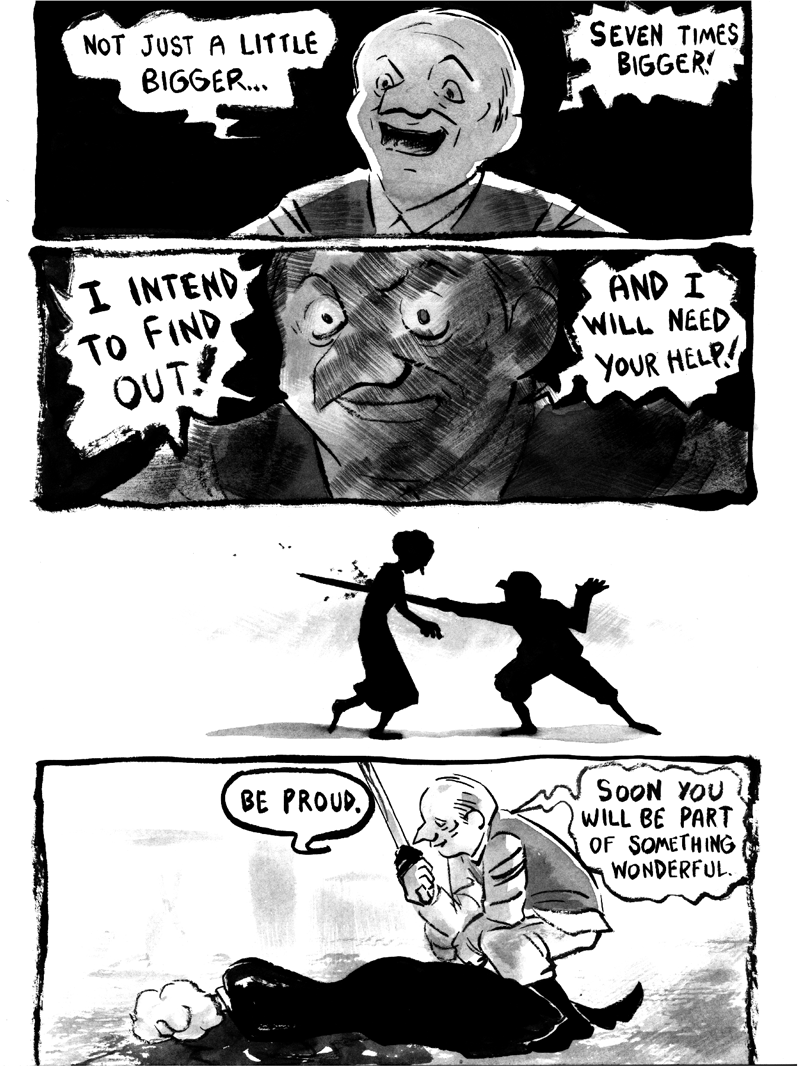 NOT JUST A LITTLE
BIGGER...
SEVEN TIMES
BIGGER!
I INTEND
TO FIND
OUT!
AND I
WILL NEED
YOUR HELP!
BE PROUD.
SOON YOU
WILL BE PART
OF SOMETHING
WONDERFUL.